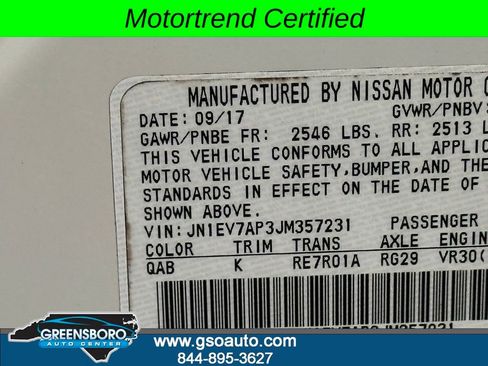 Motortrend Certified
MANUFACTURED BY NISSAN MOTOR
DATE: 09/17 GVWR/PNBV:
GAWR/PNBE FR: 2546 LBS. RR: 2513
THIS VEHICLE CONFORMS TO ALL
MOTOR VEHICLE SAFETY, BUMPER, AND
STANDARDS IN EFFECT ON THE DATE OF
SHOWN ABOVE.
VIN: JN1EV7AP3JM357231 PASSENGER
COLOR TRIM TRANS AXLE
QAB K RE7R01A RG29
GREENSBORO
AUTO CENTER
www.gsoauto.com
844-895-3627